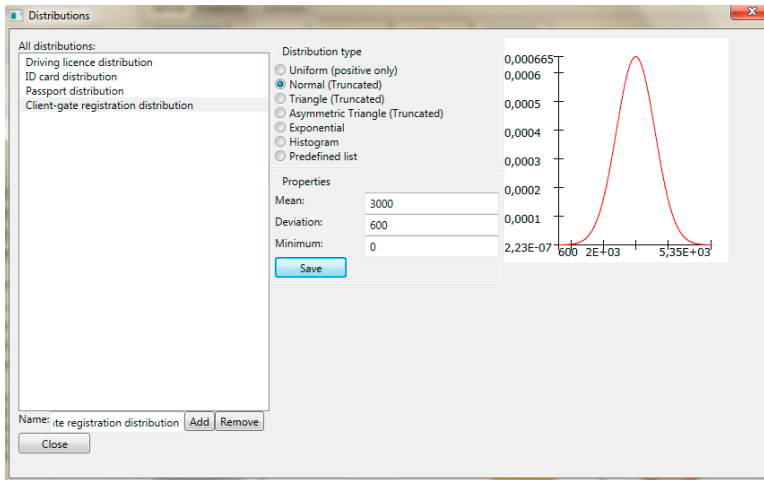 Distributions
All distributions:
Driving licence distribution
ID card distribution
Passport distribution
Client-gate registration distribution
Name:
te registration distribution
Add
Remove
Close
Distribution type
Uniform (positive only)
Normal (Truncated)
Triangle (Truncated)
Asymmetric Triangle (Truncated)
Exponential
Histogram
Predefined list
Properties
Mean: 3000
Deviation: 600
Minimum: 0
Save
0,000665
0,0006
0,0005
0,0004
0,0003
0,0002
0,0001
2,23E-07
600 2E+03 5,35E+03